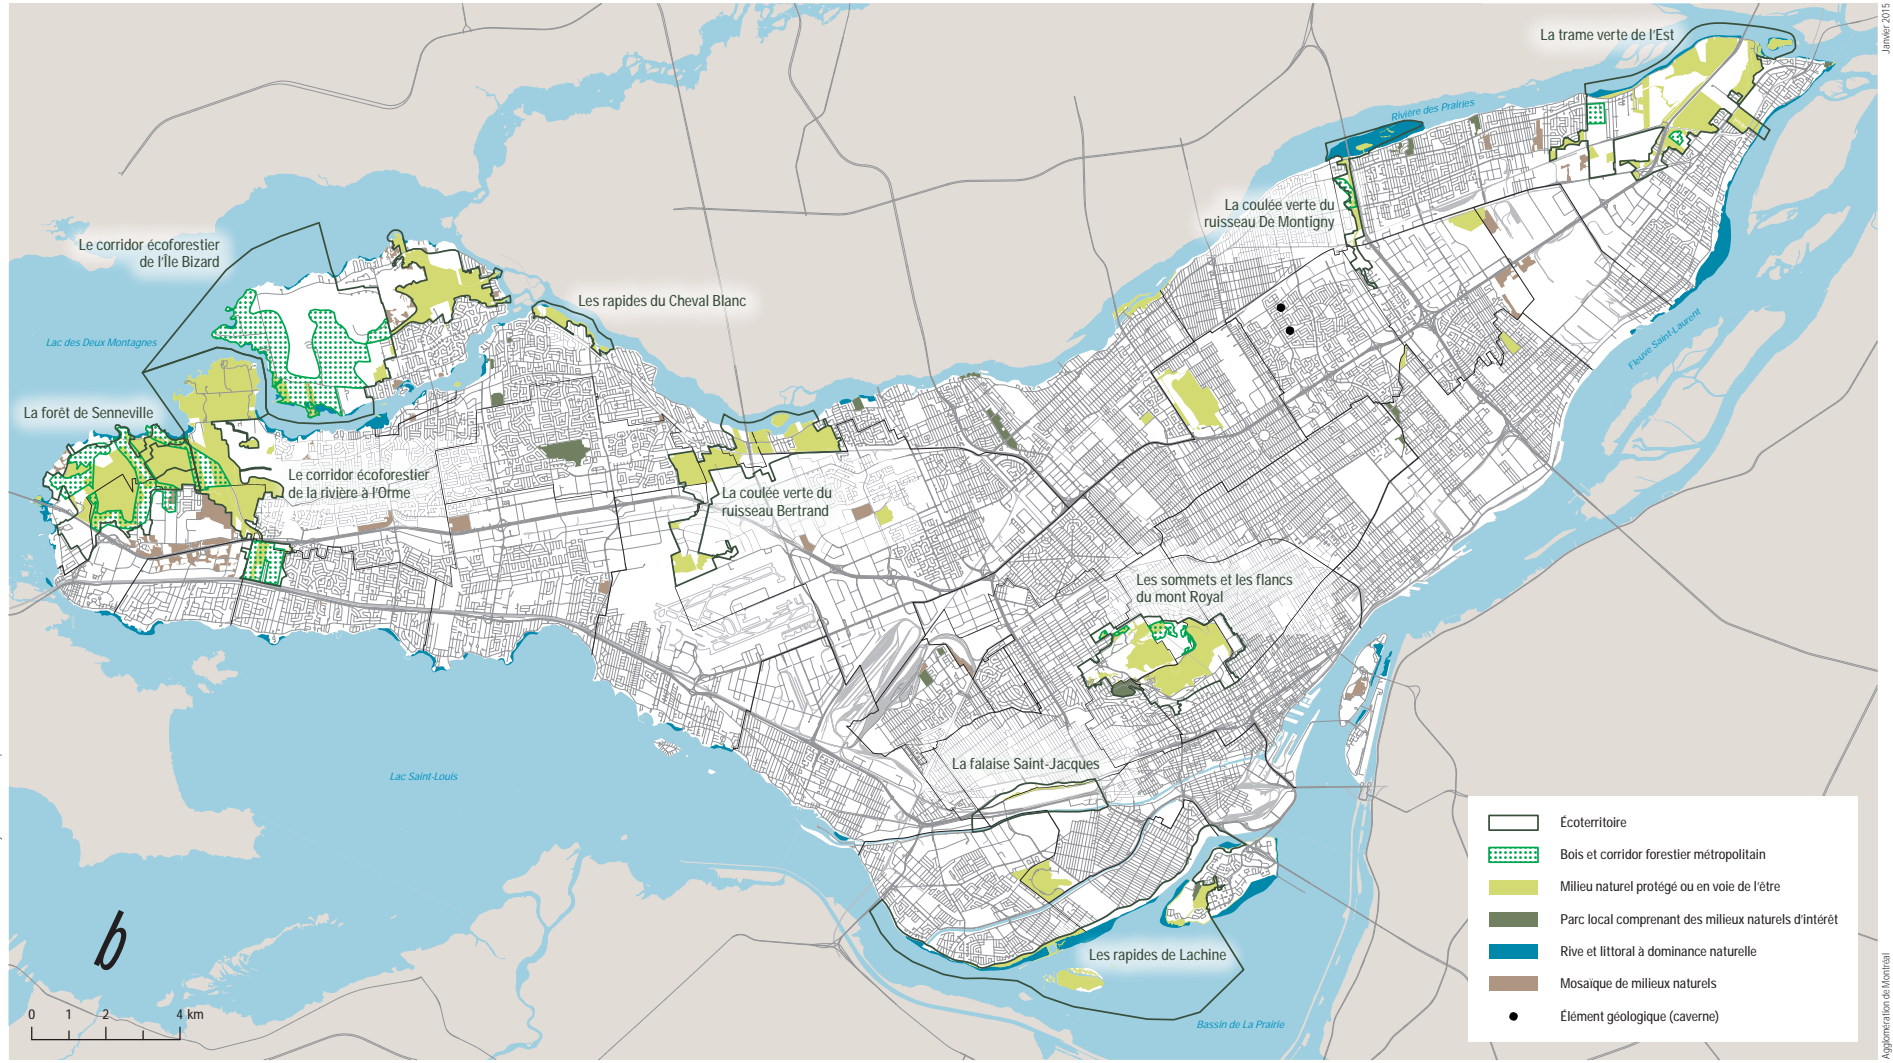 La trame verte de l'Est
Janvier 2015
Rivière des Prairies
La coulée verte du
ruisseau De Montigny
Le corridor écoforestier
de l'Île Bizard
Les rapides du Cheval Blanc
Lac des Deux Montagnes
Fleuve Saint-Laurent
La forêt de Senneville
Le corridor écoforestier
de la rivière à l'Orme
La coulée verte du
ruisseau Bertrand
Les sommets et les flancs
du mont Royal
La falaise Saint-Jacques
Lac Saint-Louis
Les rapides de Lachine
Bassin de La Prairie
0 1 2 4 km
Écoterritoire
Bois et corridor forestier métropolitain
Milieu naturel protégé ou en voie de l'être
Parc local comprenant des milieux naturels d'intérêt
Rive et littoral à dominance naturelle
Mosaïque de milieux naturels
Élément géologique (caverne)
Agglomération de Montréal